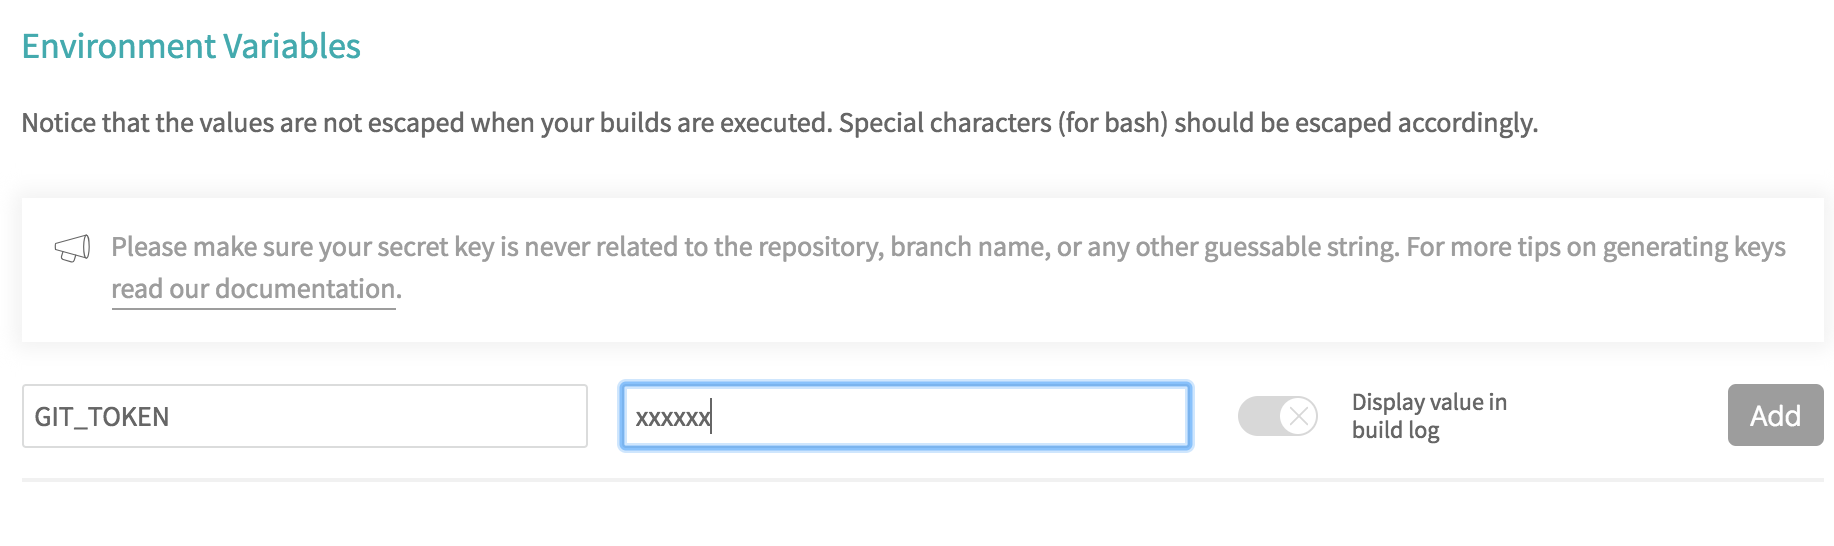 Environment Variables
Notice that the values are not escaped when your builds are executed. Special characters (for bash) should be escaped accordingly.
Please make sure your secret key is never related to the repository, branch name, or any other guessable string. For more tips on generating keys
read our documentation.
GIT_TOKEN
xxxxxx
Display value in
build log
Add